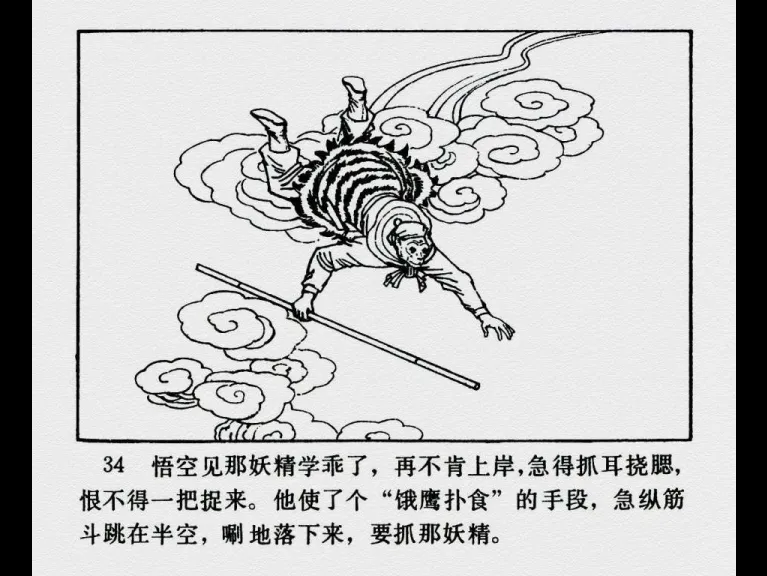 34 悟空见那妖精学乖了，再不肯上岸，急得抓耳挠腮，
恨不得一把捉来。他使了个“饿鹰扑食”的手段，急纵筋
斗跳在半空，唰地落下来，要抓那妖精。